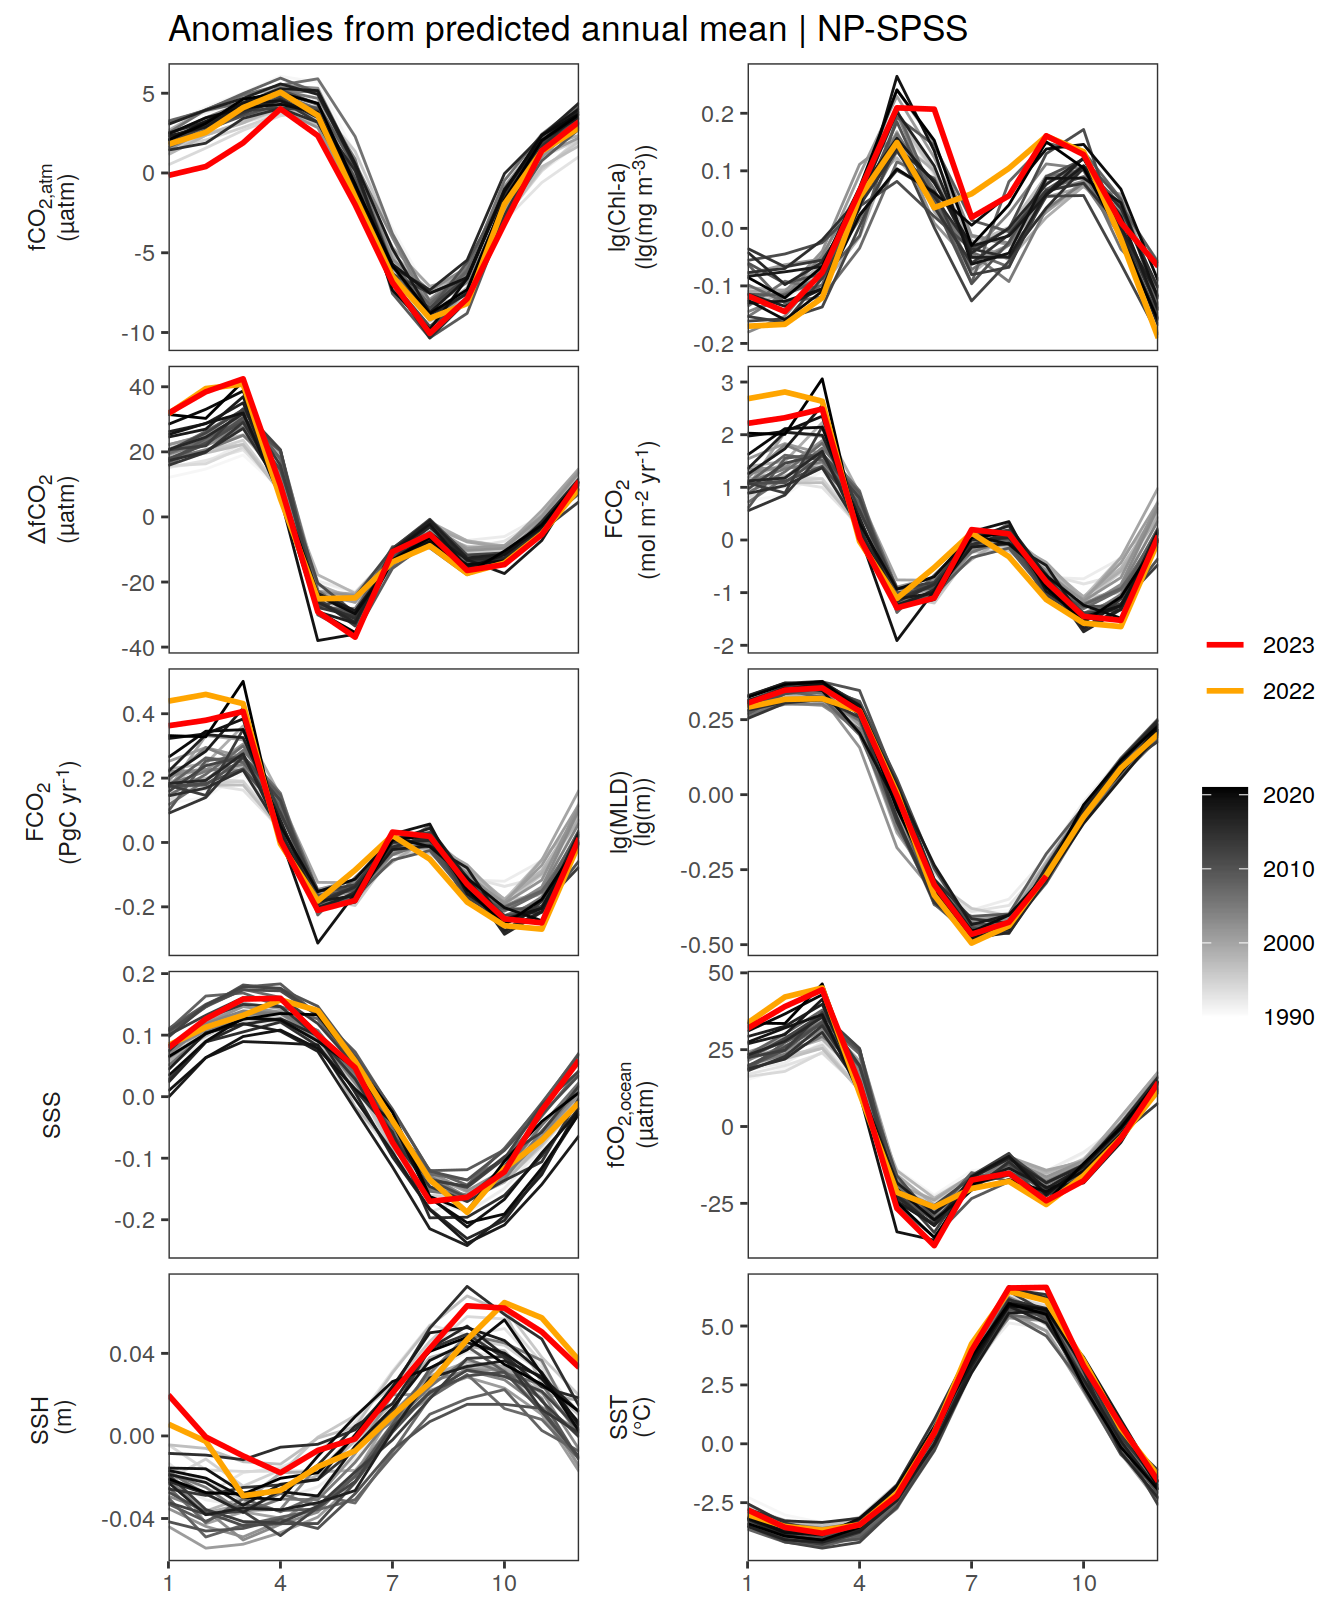 Anomalies from predicted annual mean | NP-SPSS
fCO2,atm
(µatm)
5
0
-5
-10
lg(Chl-a)
(lg(mg m-3))
0.2
0.1
0.0
-0.1
-0.2
ΔfCO2
(µatm)
40
20
0
-20
-40
FCO2
(mol m-2 yr-1)
3
2
1
0
-1
-2
FCO2
(PgC yr-1)
0.4
0.2
0.0
-0.2
lg(MLD)
(lg(m))
0.25
0.00
-0.25
-0.50
SSS
0.2
0.1
0.0
-0.1
-0.2
fCO2,ocean
(µatm)
50
25
0
-25
SSH
(m)
0.04
0.00
-0.04
SST
(°C)
5.0
2.5
0.0
-2.5
1 4 7 10
1 4 7 10
2023
2022
2020
2010
2000
1990